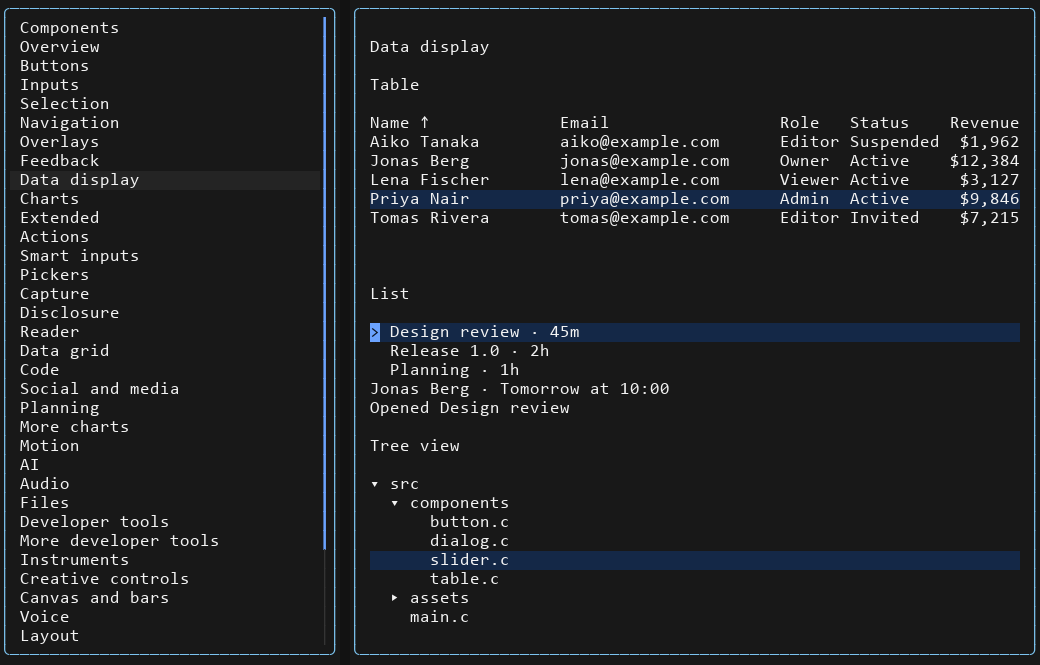 Components
Overview
Buttons
Inputs
Selection
Navigation
Overlays
Feedback
Data display
Charts
Extended
Actions
Smart inputs
Pickers
Capture
Disclosure
Reader
Data grid
Code
Social and media
Planning
More charts
Motion
AI
Audio
Files
Developer tools
More developer tools
Instruments
Creative controls
Canvas and bars
Voice
Layout
Data display
Table
Name ↑ Email Role Status Revenue
Aiko Tanaka aiko@example.com Editor Suspended $1,962
Jonas Berg jonas@example.com Owner Active $12,384
Lena Fischer lena@example.com Viewer Active $3,127
Priya Nair priya@example.com Admin Active $9,846
Tomas Rivera tomas@example.com Editor Invited $7,215
List
> Design review · 45m
Release 1.0 · 2h
Planning · 1h
Jonas Berg · Tomorrow at 10:00
Opened Design review
Tree view
▾ src
▾ components
button.c
dialog.c
slider.c
table.c
▸ assets
main.c